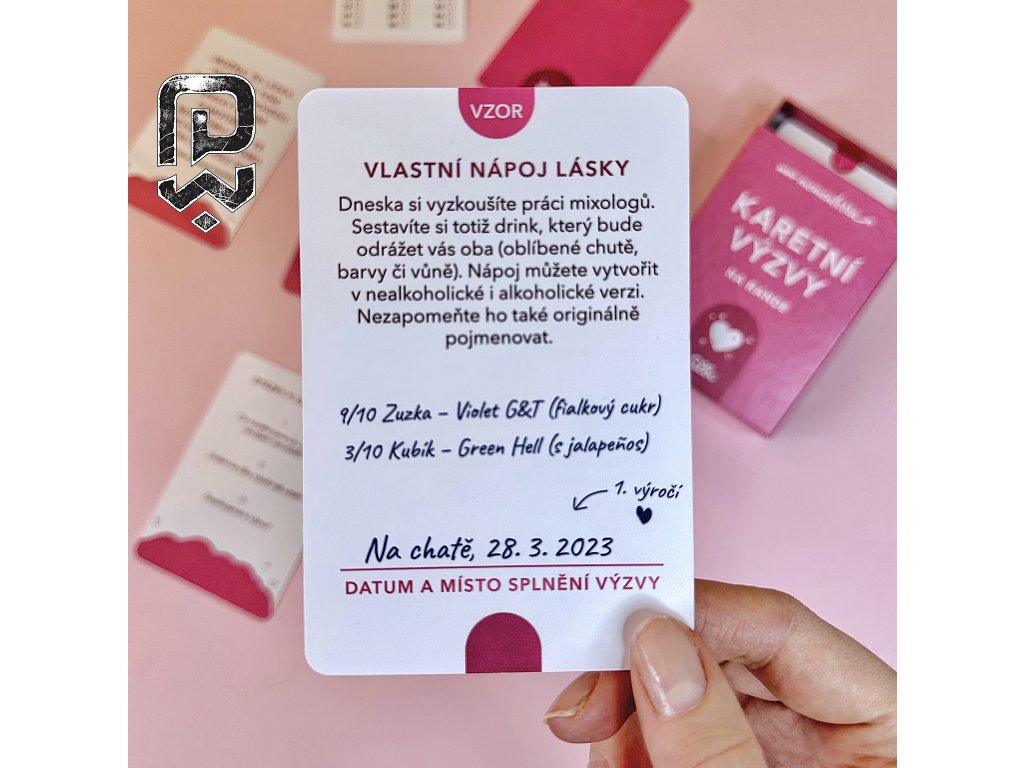 VZOR
VLASTNÍ NÁPOJ LÁSKY
Dneska si vyzkoušíte práci mixologů.
Sestavíte si totiž drink, který bude
odrážet vás oba (oblíbené chutě,
barvy či vůně). Nápoj můžete vytvořit
v nealkoholické i alkoholické verzi.
Nezapomeňte ho také originálně
pojmenovat.
9/10 Zuzka – Violet G&T (fialkový cukr)
3/10 Kubík – Green Hell (s jalapeños)
1. výročí
Na chatě, 28. 3. 2023
DATUM A MÍSTO SPLNĚNÍ VÝZVY
KARETNÍ
VÝZVY
NA RANDE